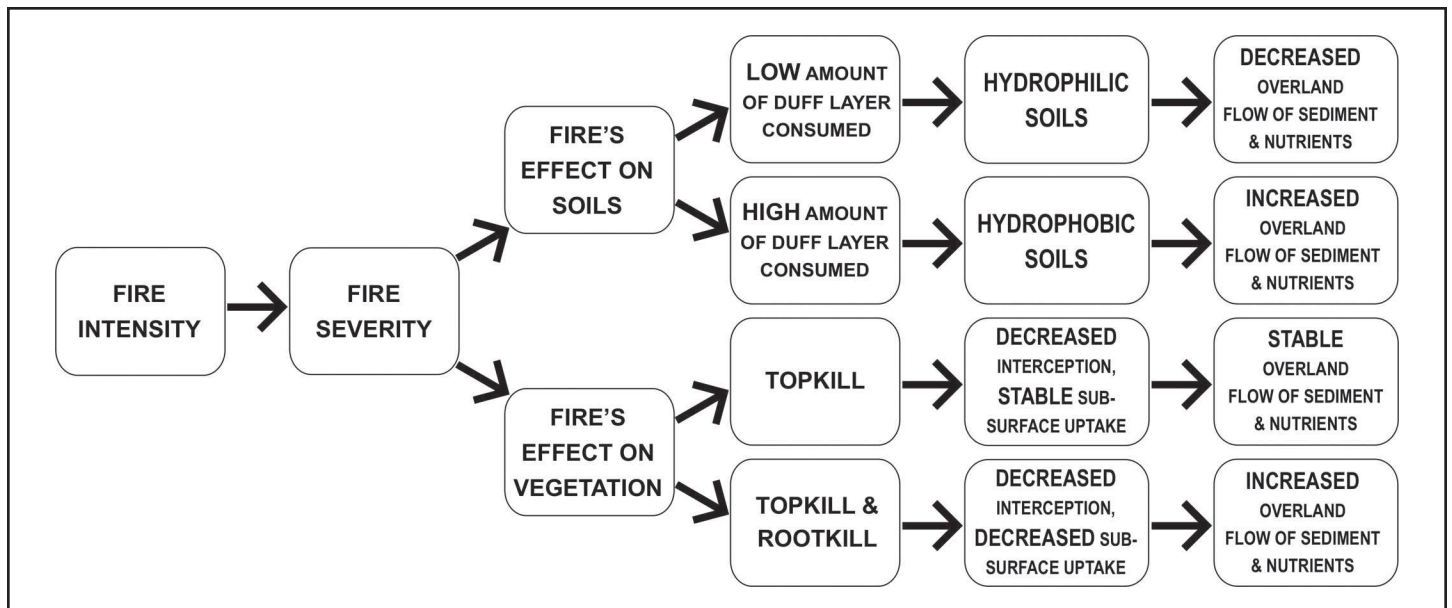 FIRE
INTENSITY
FIRE
SEVERITY
FIRE'S
EFFECT ON
SOILS
LOW AMOUNT
OF DUFF LAYER
CONSUMED
HYDROPHILIC
SOILS
DECREASED
OVERLAND
FLOW OF SEDIMENT
& NUTRIENTS
HIGH AMOUNT
OF DUFF LAYER
CONSUMED
HYDROPHOBIC
SOILS
INCREASED
OVERLAND
FLOW OF SEDIMENT
& NUTRIENTS
FIRE'S
EFFECT ON
VEGETATION
TOPKILL
DECREASED
INTERCEPTION,
STABLE SUB-
SURFACE UPTAKE
STABLE
OVERLAND
FLOW OF SEDIMENT
& NUTRIENTS
TOPKILL &
ROOTKILL
DECREASED
INTERCEPTION,
DECREASED SUB-
SURFACE UPTAKE
INCREASED
OVERLAND
FLOW OF SEDIMENT
& NUTRIENTS